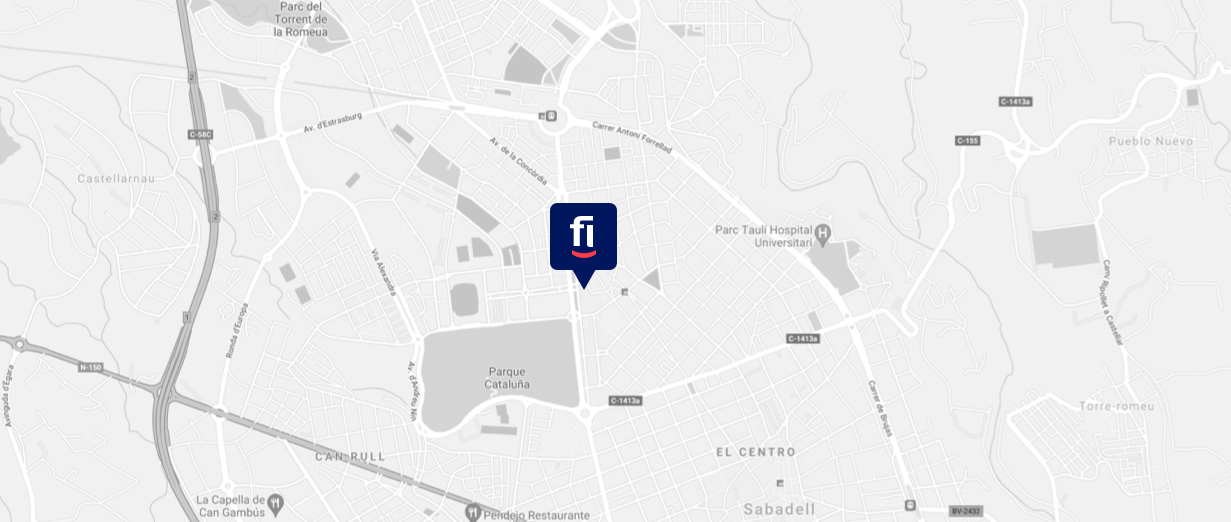 Parc del
Torrent de
la Romeua
2
C-1413a
Av. d'Estrasburg
C-58C
Carrer Antoni Forrellad
C-155
Pueblo Nuevo
Av. de la Concòrdia
Castellarnau
2
fi
Parc Taulí Hospital
Universitari
H
Via Alexandra
Camí Ripollet a Castellar
1
Ronda d'Europa
C-1413a
N-150
Parque
Cataluña
Av. d'Andreu Nin
Avinguda d'Ègara
C-1413a
Carrer de Brujas
Torre-romeu
CAN RULL
EL CENTRO
La Capella de
Can Gambús
Pendejo Restaurante
Sabadell
BV-2432